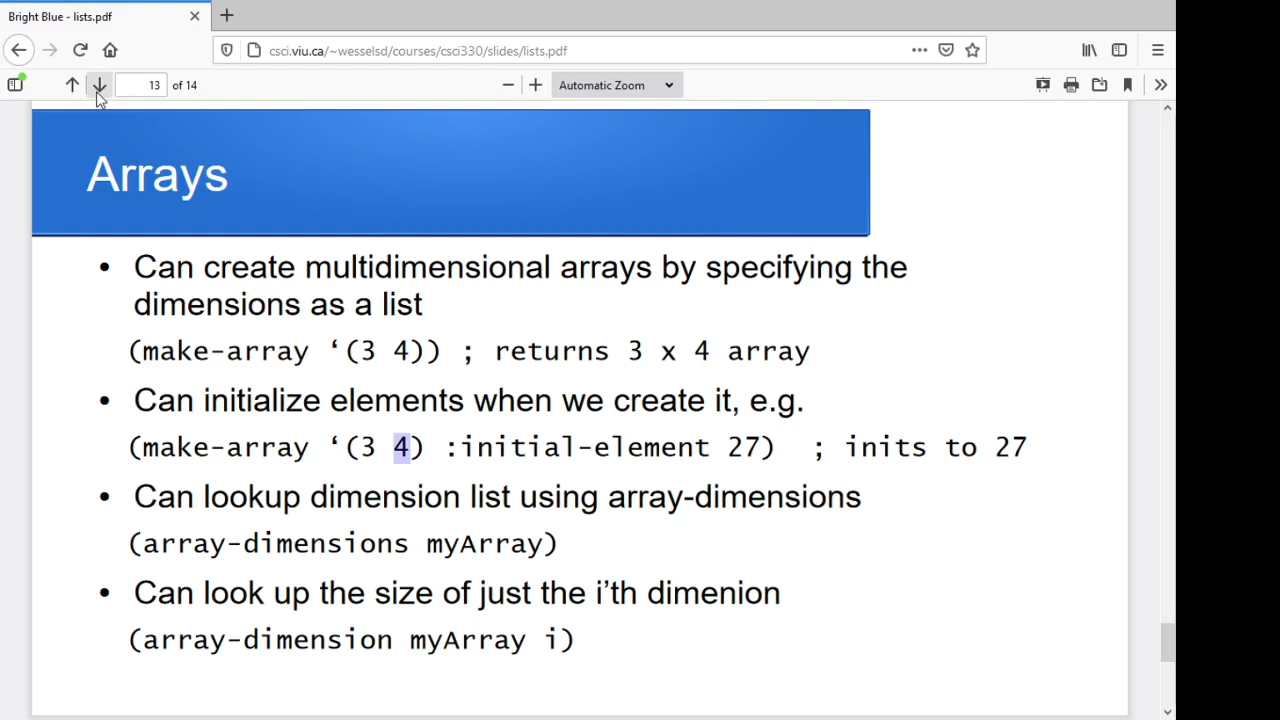 Bright Blue - lists.pdf
csci.viu.ca/~wesselsd/courses/csci330/slides/lists.pdf
13 of 14
Automatic Zoom
Arrays
• Can create multidimensional arrays by specifying the
dimensions as a list
(make-array ‘(3 4)) ; returns 3 x 4 array
• Can initialize elements when we create it, e.g.
(make-array ‘(3 4) :initial-element 27) ; inits to 27
• Can lookup dimension list using array-dimensions
(array-dimensions myArray)
• Can look up the size of just the i’th dimenion
(array-dimension myArray i)